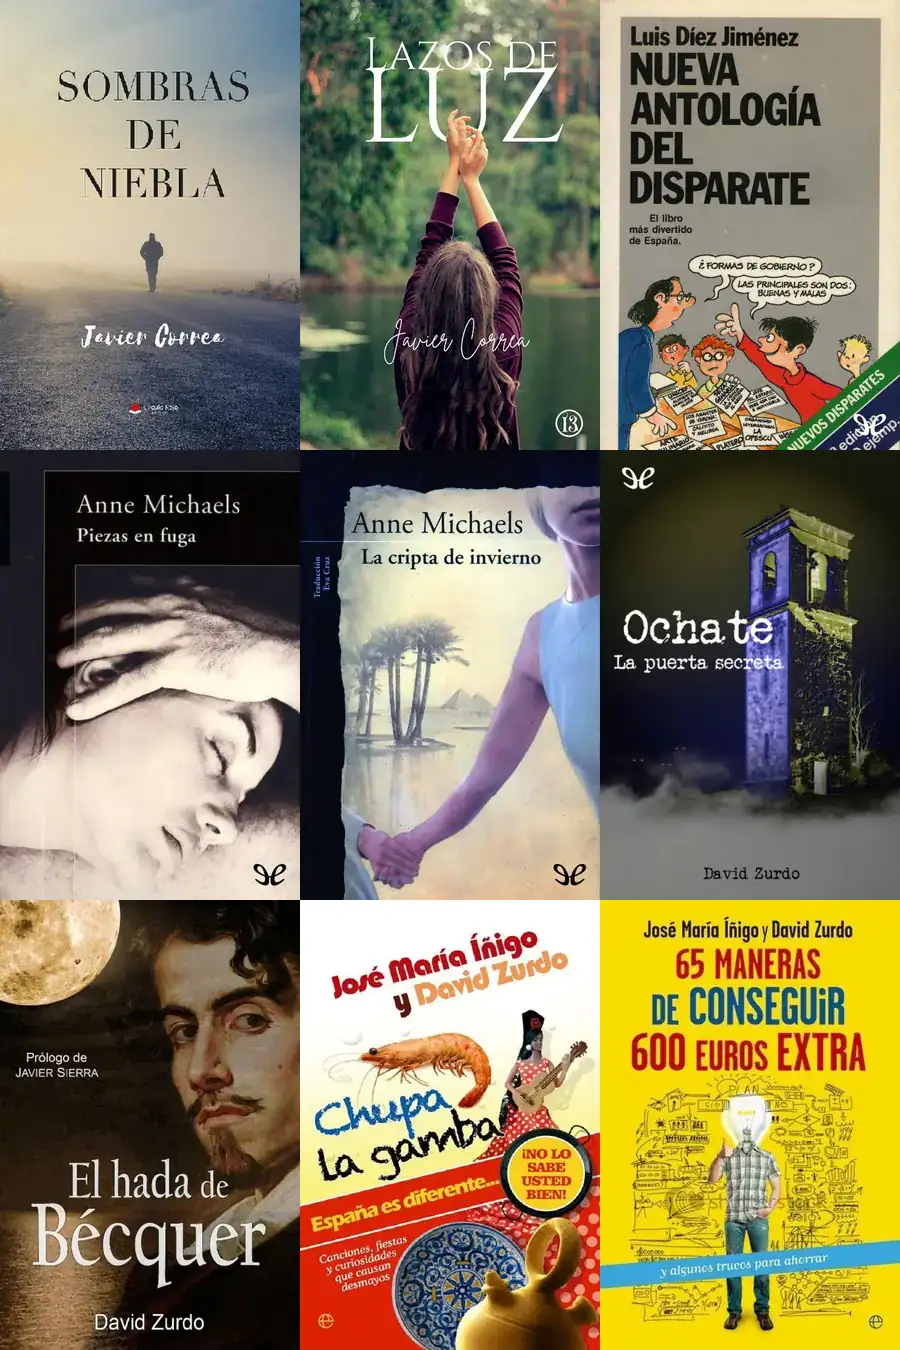 SOMBRAS
DE
NIEBLA
Javier Correa
LAZOS DE
LUZ
Javier Correa
13
Luis Díez Jiménez
NUEVA
ANTOLOGÍA
DEL
DISPARATE
El libro
más divertido
de España.
¿FORMAS DE GOBIERNO?
LAS PRINCIPALES SON DOS:
BUENAS Y MALAS
NUEVOS DISPARATES
Anne Michaels
Piezas en fuga
Anne Michaels
La cripta de invierno
Traducción
Eva Cruz
Ochate
La puerta secreta
David Zurdo
Prólogo de
JAVIER SIERRA
El hada de
Bécquer
David Zurdo
José María Íñigo
y David Zurdo
Chupa
la gamba
¡NO LO
SABE
USTED
BIEN!
España es diferente...
Canciones, fiestas
y curiosidades
que causan
desmayos
José María Íñigo y David Zurdo
65 MANERAS
DE CONSEGUiR
600 EUROS EXTRA
PLAN
y algunos trucos para ahorrar